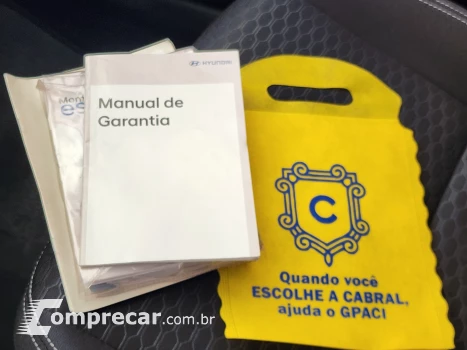 HYUNDAI
Manual de
Garantia
C
Quando você
ESCOLHE A CABRAL,
ajuda o GPACI
Comprecar.com.br